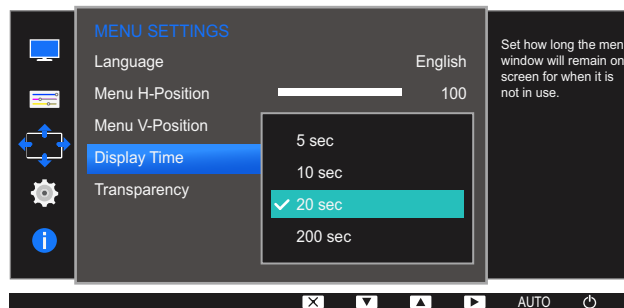 MENU SETTINGS
Language English
Menu H-Position 100
Menu V-Position
Display Time
Transparency
5 sec
10 sec
20 sec
200 sec
Set how long the men
window will remain on
screen for when it is
not in use.
AUTO